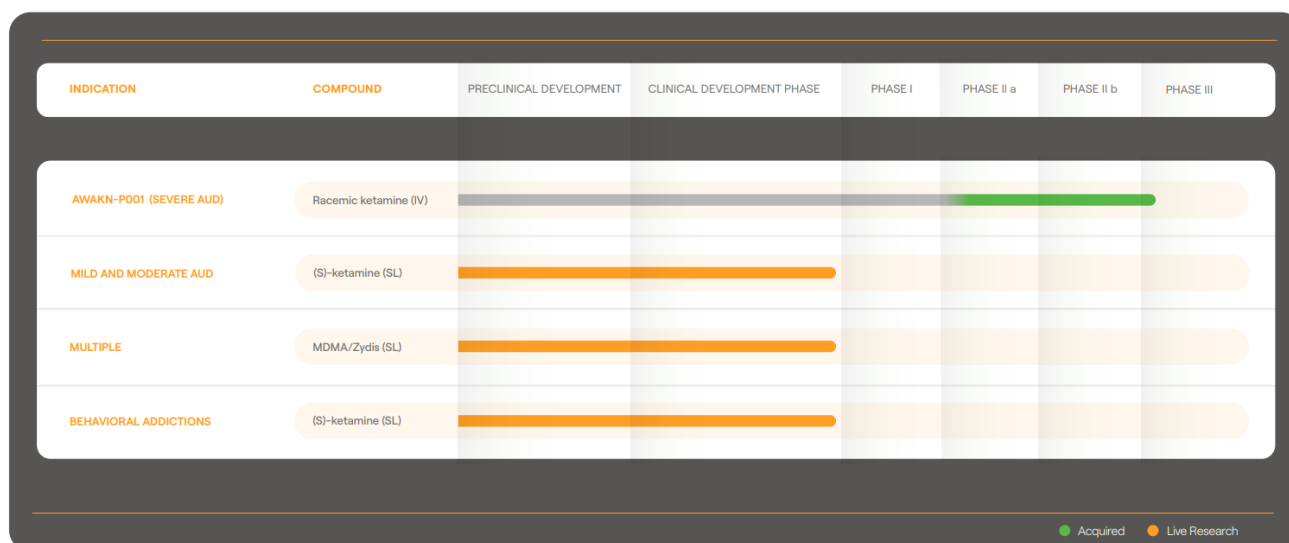 INDICATION COMPOUND PRECLINICAL DEVELOPMENT CLINICAL DEVELOPMENT PHASE PHASE I PHASE II a PHASE II b PHASE III
AWAKN-P001 (SEVERE AUD) Racemic ketamine (IV)
MILD AND MODERATE AUD (S)-ketamine (SL)
MULTIPLE MDMA/Zydis (SL)
BEHAVIORAL ADDICTIONS (S)-ketamine (SL)
Acquired Live Research